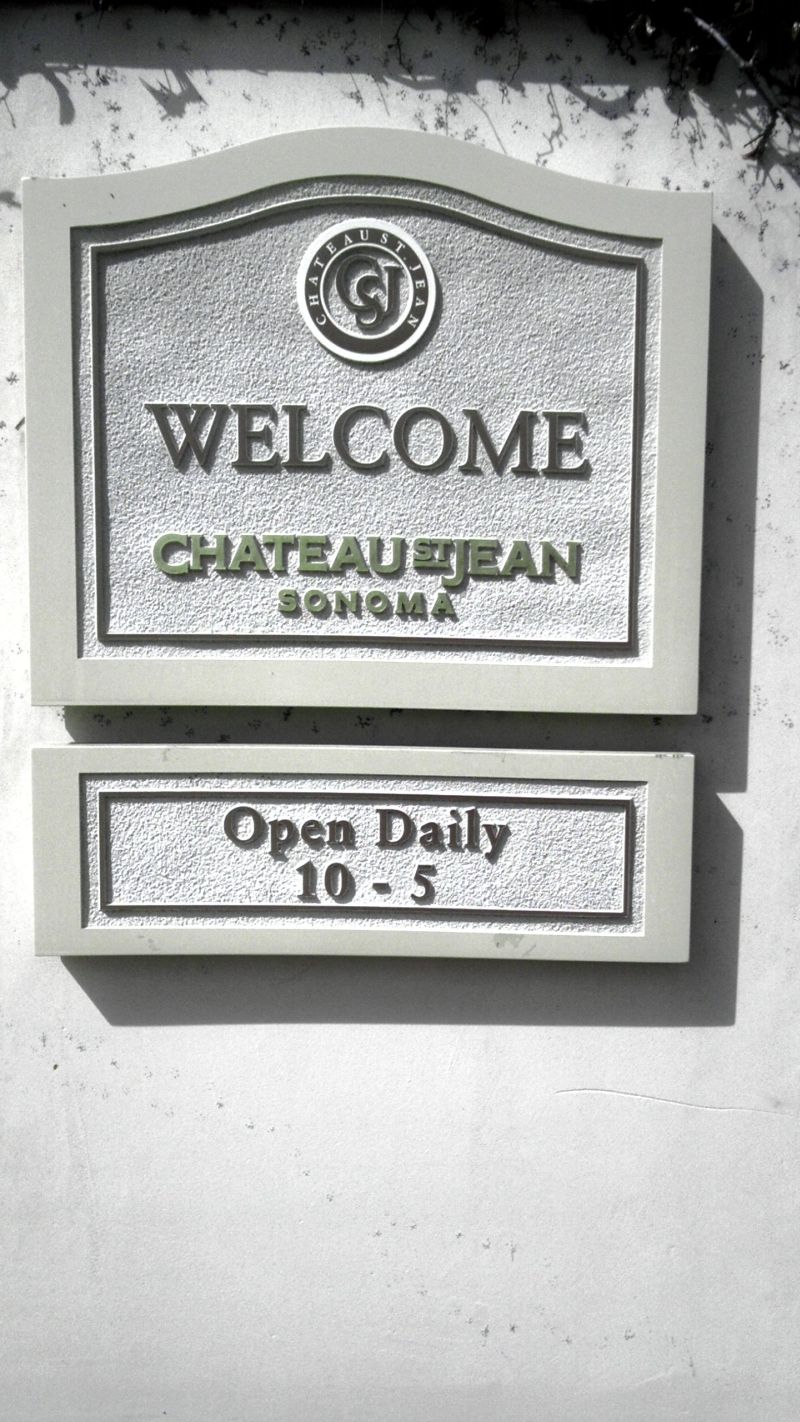 CHATEAU ST. JEAN
CSJ
WELCOME
CHATEAU ST JEAN
SONOMA
Open Daily
10 - 5